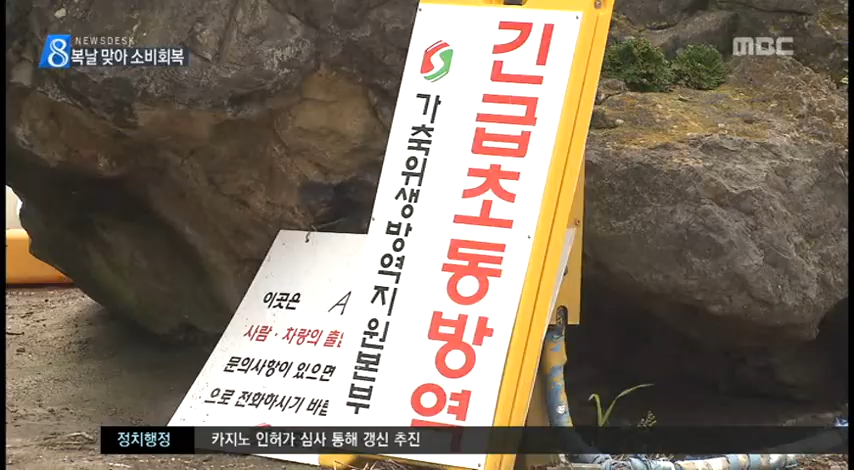 8 NEWSDESK
복날 맞아 소비회복
MBC
긴급초동방역
가축위생방역지원본부
이곳은 A
사람·차량의
문의사항이 있으면
으로 전화하시기
정치행정
카지노 인허가 심사 통해 갱신 추진